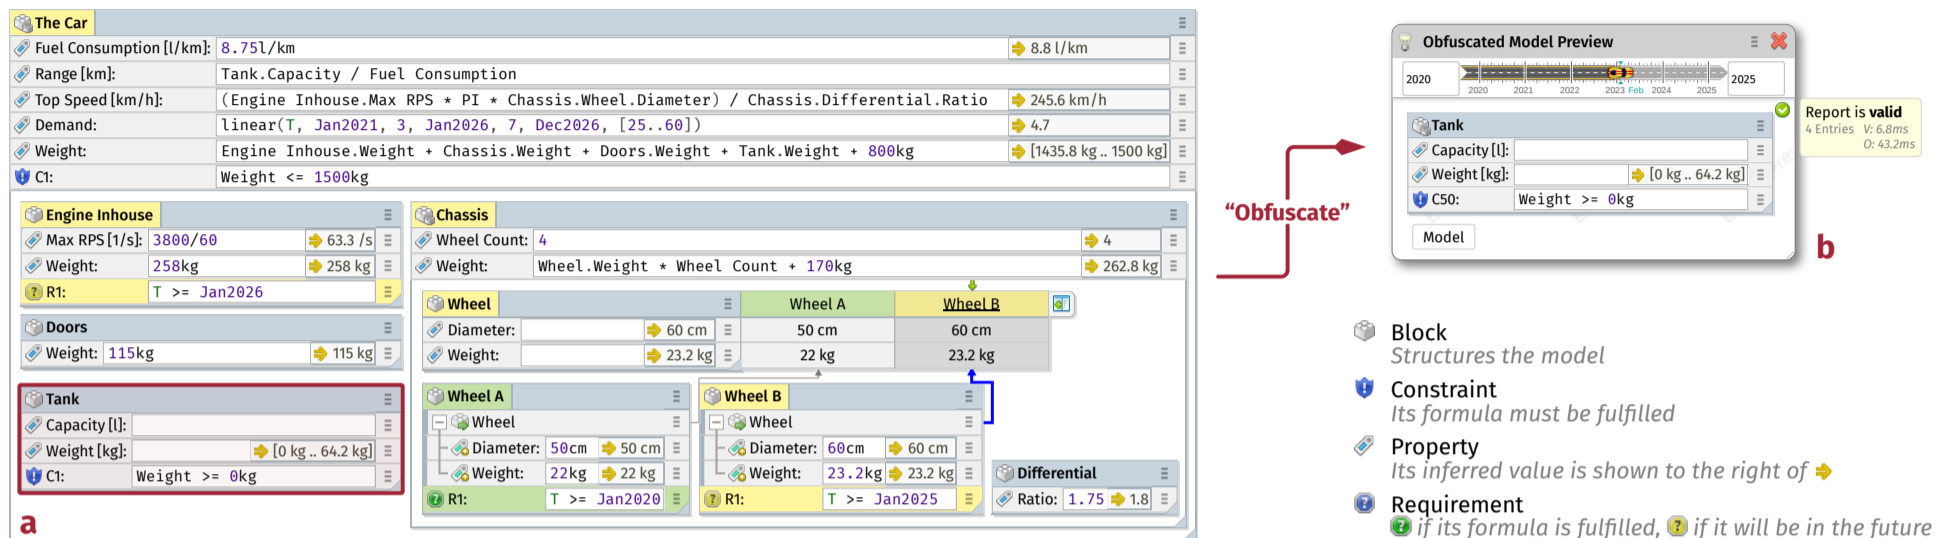 The Car
Fuel Consumption [l/km]: 8.75l/km 8.8 l/km
Range [km]: Tank.Capacity / Fuel Consumption
Top Speed [km/h]: (Engine Inhouse.Max RPS * PI * Chassis.Wheel.Diameter) / Chassis.Differential.Ratio 245.6 km/h
Demand: linear(T, Jan2021, 3, Jan2026, 7, Dec2026, [25..60]) 4.7
Weight: Engine Inhouse.Weight + Chassis.Weight + Doors.Weight + Tank.Weight + 800kg [1435.8 kg .. 1500 kg]
C1: Weight <= 1500kg
Engine Inhouse
Max RPS [1/s]: 3800/60 63.3 /s
Weight: 258kg 258 kg
R1: T >= Jan2026
Doors
Weight: 115kg 115 kg
Tank
Capacity [l]:
Weight [kg]: [0 kg .. 64.2 kg]
C1: Weight >= 0kg
a
Chassis
Wheel Count: 4 4
Weight: Wheel.Weight * Wheel Count + 170kg 262.8 kg
Wheel Wheel A Wheel B
Diameter: 60 cm 50 cm 60 cm
Weight: 23.2 kg 22 kg 23.2 kg
Wheel A
Wheel
Diameter: 50cm 50 cm
Weight: 22kg 22 kg
R1: T >= Jan2020
Wheel B
Wheel
Diameter: 60cm 60 cm
Weight: 23.2kg 23.2 kg
R1: T >= Jan2025
Differential
Ratio: 1.75 1.8
"Obfuscate"
Obfuscated Model Preview
2020 2025
2020 2021 2022 2023 Feb 2024 2025
Tank
Capacity [l]:
Weight [kg]: [0 kg .. 64.2 kg]
C50: Weight >= 0kg
Model
Report is valid
4 Entries V: 6.8ms
O: 43.2ms
b
Block
Structures the model
Constraint
Its formula must be fulfilled
Property
Its inferred value is shown to the right of
Requirement
if its formula is fulfilled, if it will be in the future